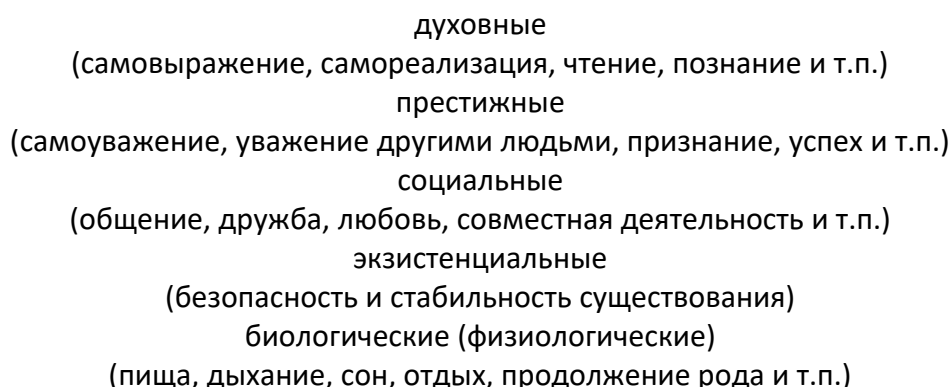 духовные
(самовыражение, самореализация, чтение, познание и т.п.)
престижные
(самоуважение, уважение другими людьми, признание, успех и т.п.)
социальные
(общение, дружба, любовь, совместная деятельность и т.п.)
экзистенциальные
(безопасность и стабильность существования)
биологические (физиологические)
(пища, дыхание, сон, отдых, продолжение рода и т.п.)